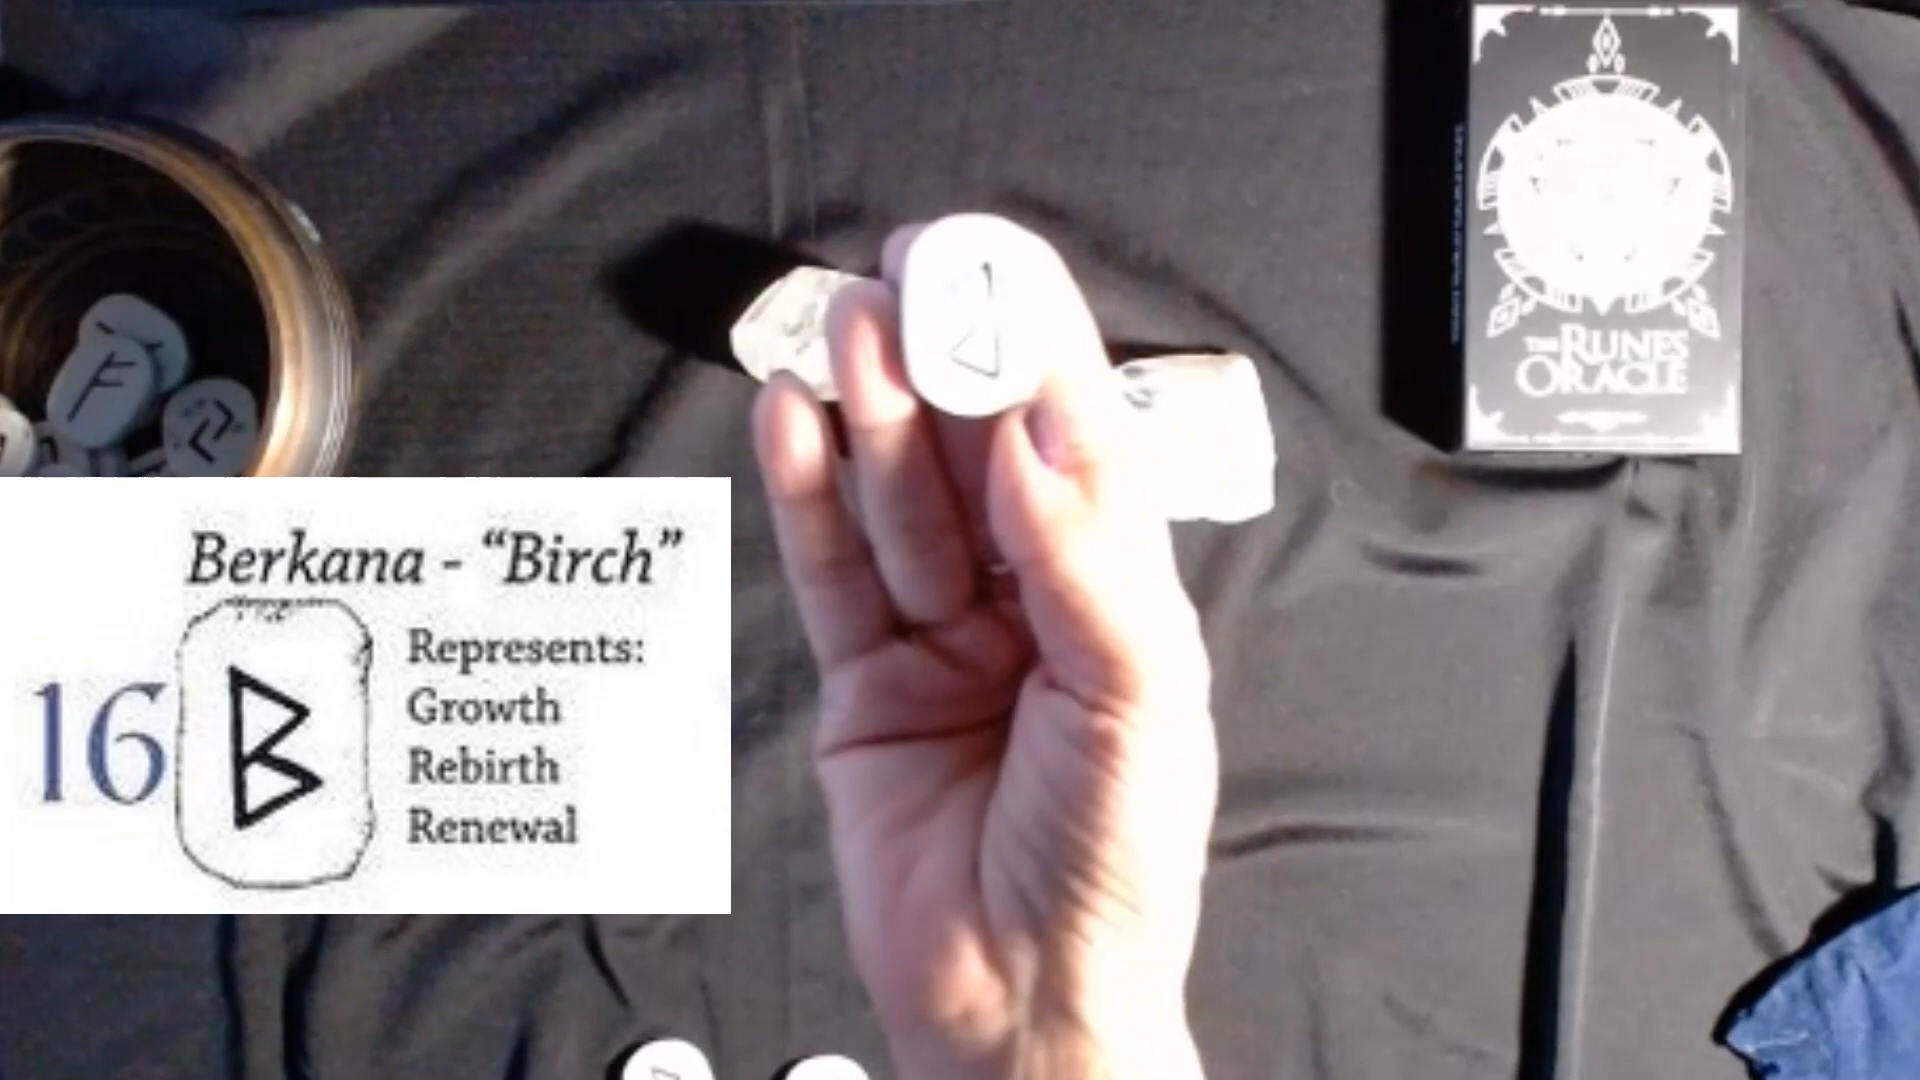 THE RUNES
ORACLE
Berkana - “Birch”
Represents:
16
Growth
Rebirth
Renewal